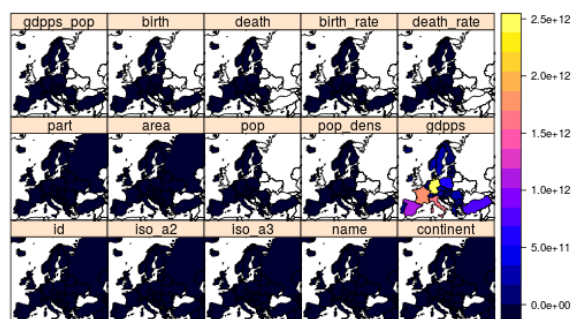 gdpps_pop birth death birth_rate death_rate
part area pop pop_dens gdpps
id iso_a2 iso_a3 name continent
2.5e+12
2.0e+12
1.5e+12
1.0e+12
5.0e+11
0.0e+00